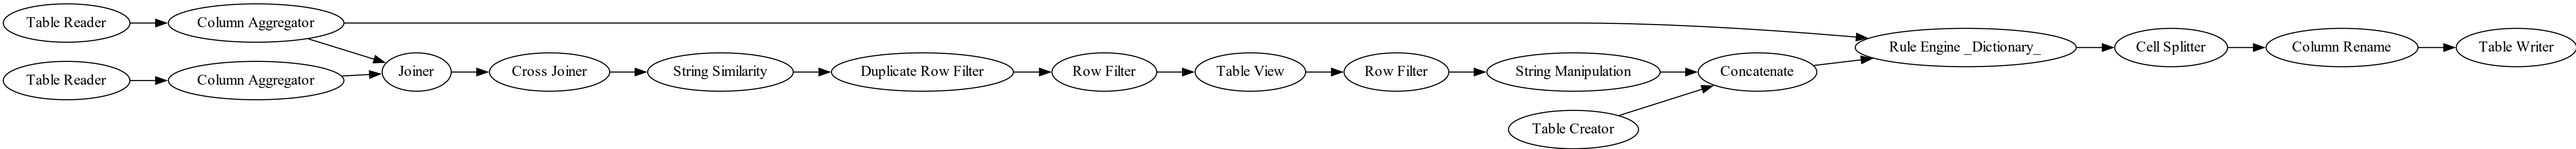 Table Reader
Column Aggregator
Table Reader
Column Aggregator
Joiner
Cross Joiner
String Similarity
Duplicate Row Filter
Row Filter
Table View
Row Filter
String Manipulation
Table Creator
Concatenate
Rule Engine _Dictionary_
Cell Splitter
Column Rename
Table Writer